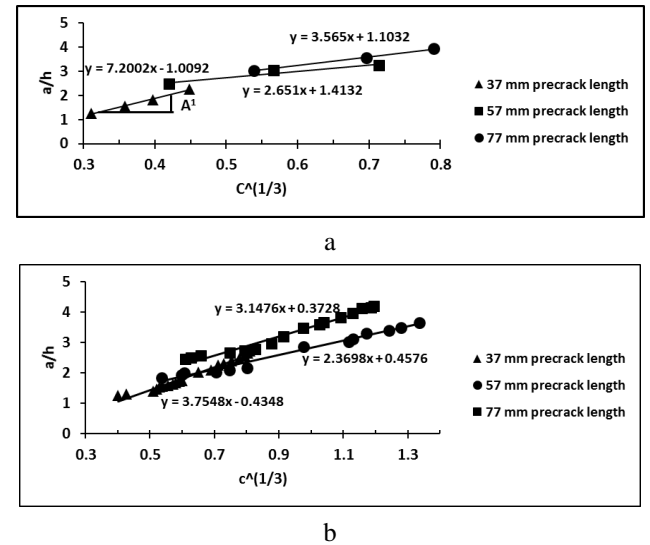 5
4
3
2
1
0
a/h
y = 3.565x + 1.1032
y = 7.2002x - 1.0092
y = 2.651x + 1.4132
A¹
0.3 0.4 0.5 0.6 0.7 0.8
C^(1/3)
37 mm precrack length
57 mm precrack length
77 mm precrack length
a
5
4
3
2
1
0
a/h
y = 3.1476x + 0.3728
y = 2.3698x + 0.4576
y = 3.7548x - 0.4348
0.3 0.5 0.7 0.9 1.1 1.3
c^(1/3)
37 mm precrack length
57 mm precrack length
77 mm precrack length
b